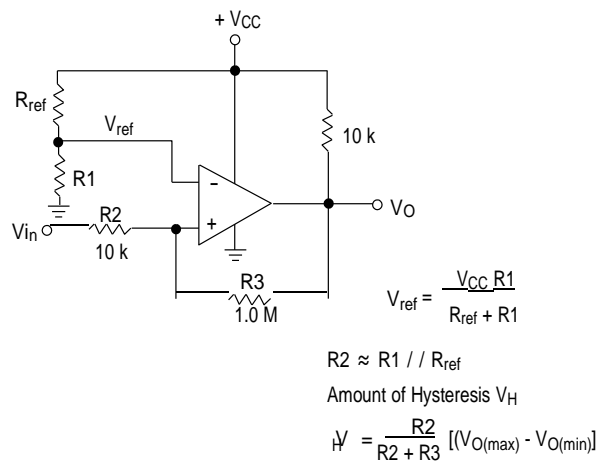 + VCC
Rref
Vref
10 k
R1
-
+
VO
Vin
R2
10 k
R3
1.0 M
Vref = VCC R1 / Rref + R1
R2 ≈ R1 / / Rref
Amount of Hysteresis VH
HV = R2 / R2 + R3 [(VO(max) - VO(min)]